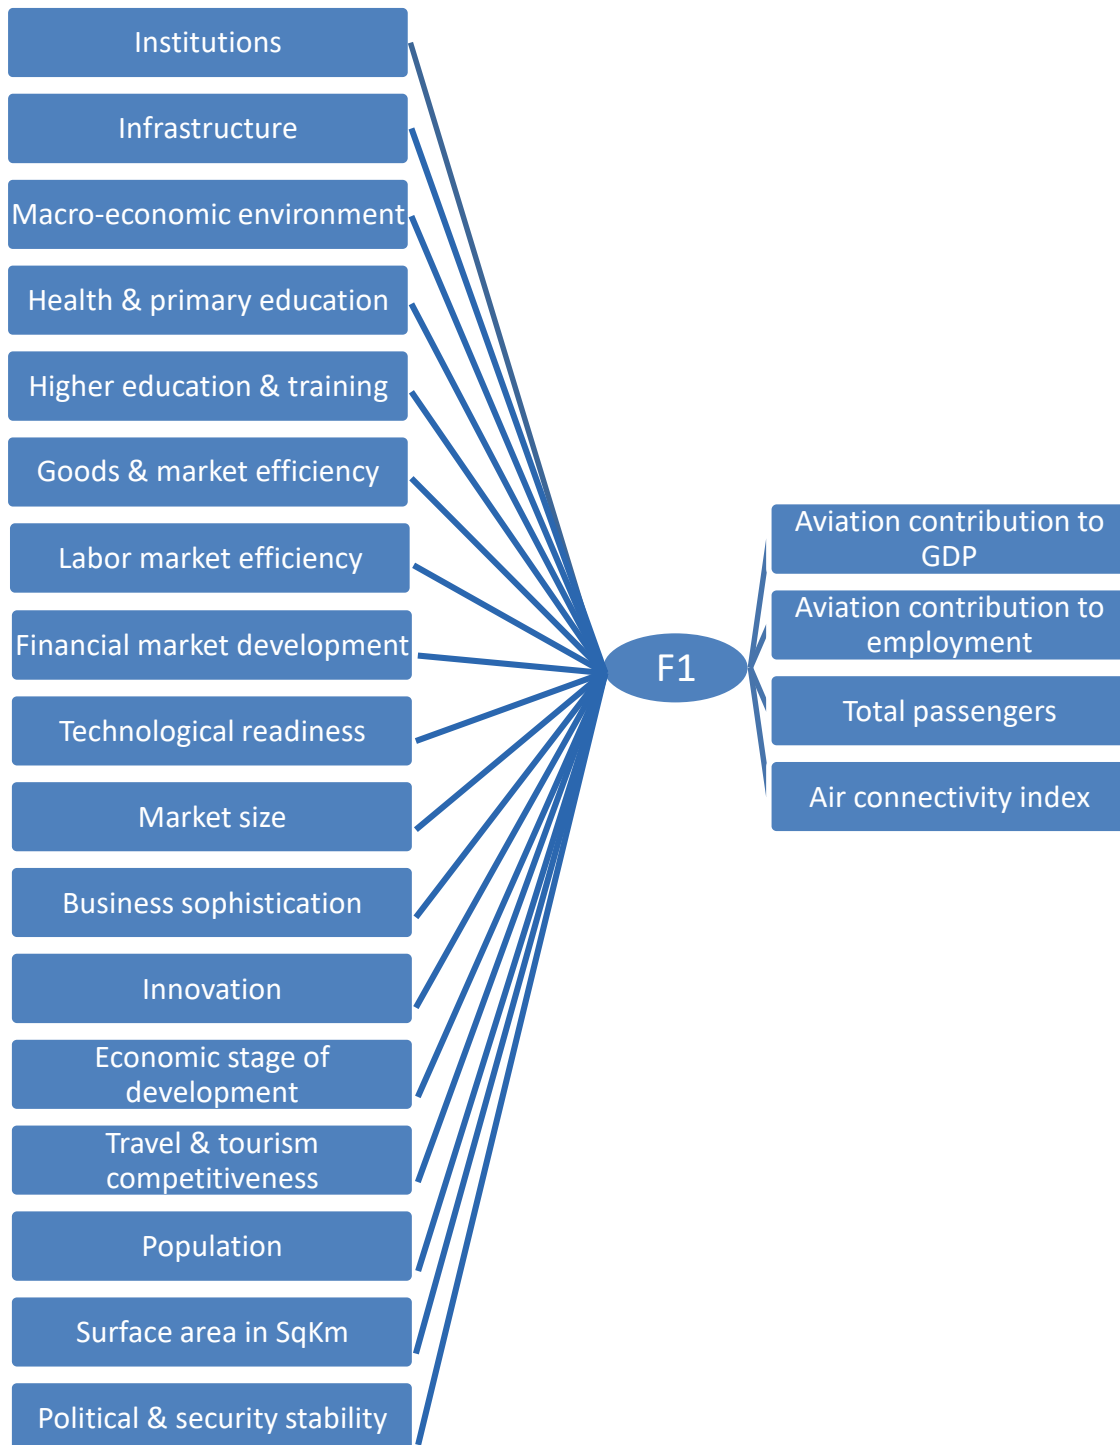 Institutions
Infrastructure
Macro-economic environment
Health & primary education
Higher education & training
Goods & market efficiency
Labor market efficiency
Financial market development
Technological readiness
Market size
Business sophistication
Innovation
Economic stage of
development
Travel & tourism
competitiveness
Population
Surface area in SqKm
Political & security stability
F1
Aviation contribution to
GDP
Aviation contribution to
employment
Total passengers
Air connectivity index